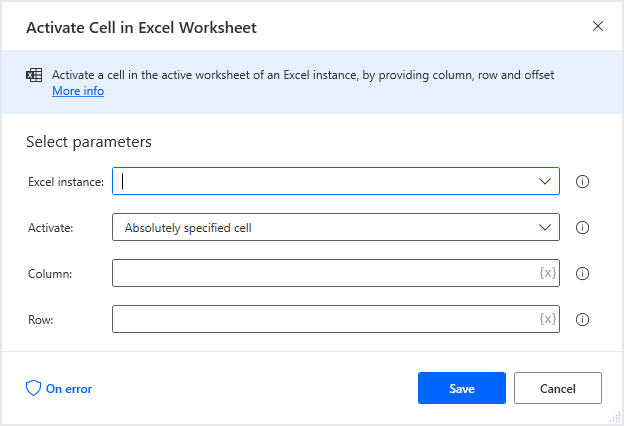 Activate Cell in Excel Worksheet
Activate a cell in the active worksheet of an Excel instance, by providing column, row and offset
More info
Select parameters
Excel instance:
Activate: Absolutely specified cell
Column: {x}
Row: {x}
On error Save Cancel